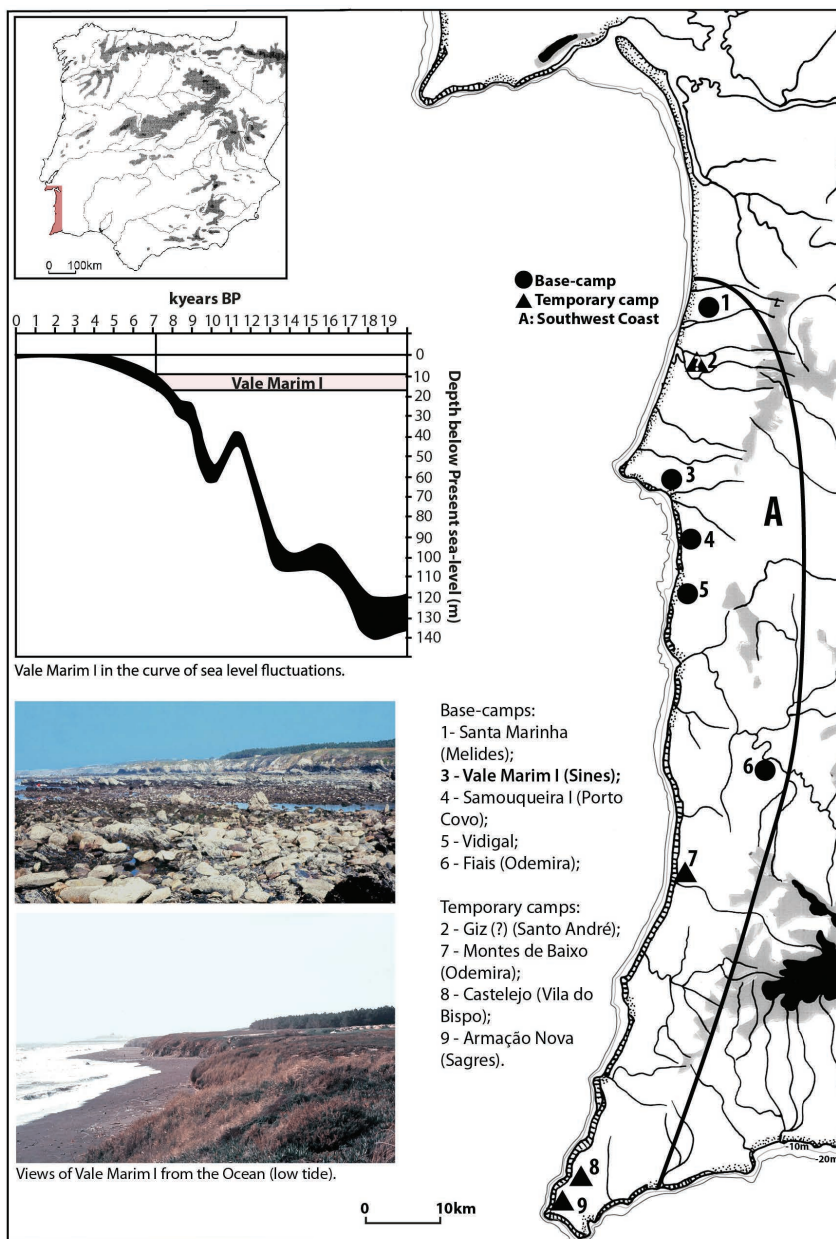 0 100km
kyears BP
0 1 2 3 4 5 6 7 8 9 10 11 12 13 14 15 16 17 18 19
0
10
20
30
50
60
70
80
90
100
110
120
130
140
Vale Marim I
Depth below Present sea-level (m)
Vale Marim I in the curve of sea level fluctuations.
Views of Vale Marim I from the Ocean (low tide).
Base-camp
Temporary camp
A: Southwest Coast
1
2
3
A
4
5
6
7
8
9
-10m
-20m
Base-camps:
1- Santa Marinha
(Melides);
3 - Vale Marim I (Sines);
4 - Samouqueira I (Porto
Covo);
5 - Vidigal;
6 - Fiais (Odemira);
Temporary camps:
2 - Giz (?) (Santo André);
7 - Montes de Baixo
(Odemira);
8 - Castelejo (Vila do
Bispo);
9 - Armação Nova
(Sagres).
0 10km